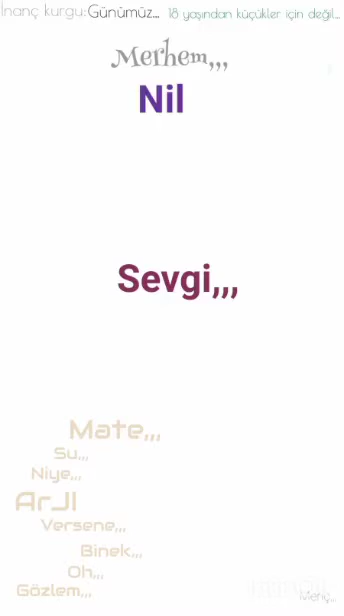 İnanç kurgu: Günümüz... 18 yaşından küçükler için değil...
Merhem,,,
Nil
Sevgi,,,
Mate,,,
Su,,,
Niye,,,
ArJI
Versene,,,
Binek,,,
Oh,,,
Gözlem,,,